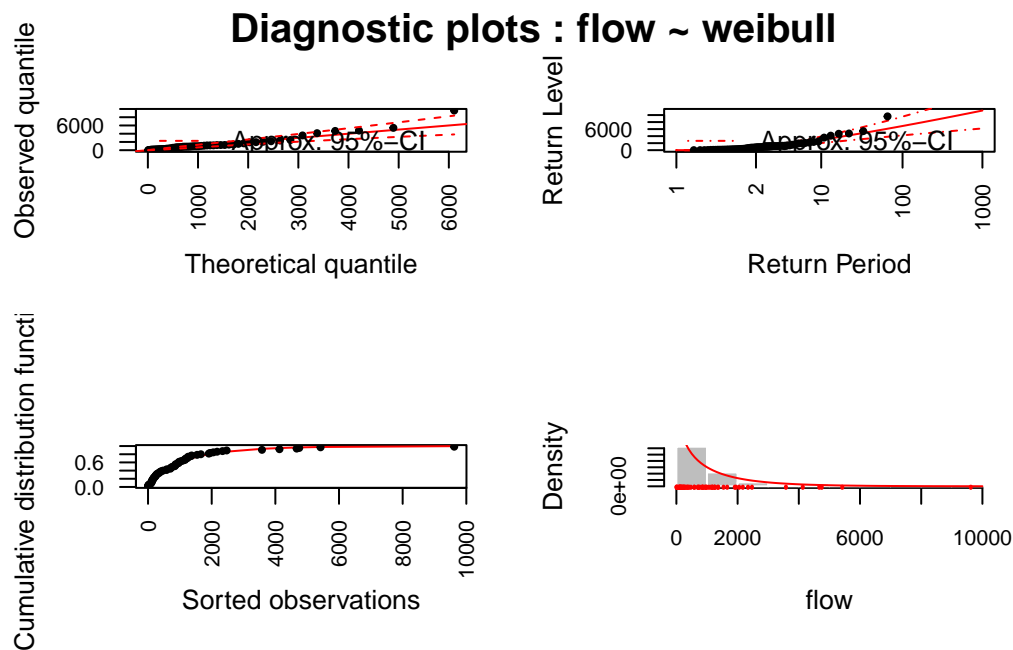 Diagnostic plots : flow ~ weibull
Observed quantile
6000
0
Approx. 95%−CI
0 1000 2000 3000 4000 5000 6000
Theoretical quantile
Return Level
6000
0
Approx. 95%−CI
1 2 10 100 1000
Return Period
Cumulative distribution functi
0.6
0.0
0 2000 4000 6000 8000 10000
Sorted observations
Density
0e+00
0 2000 6000 10000
flow